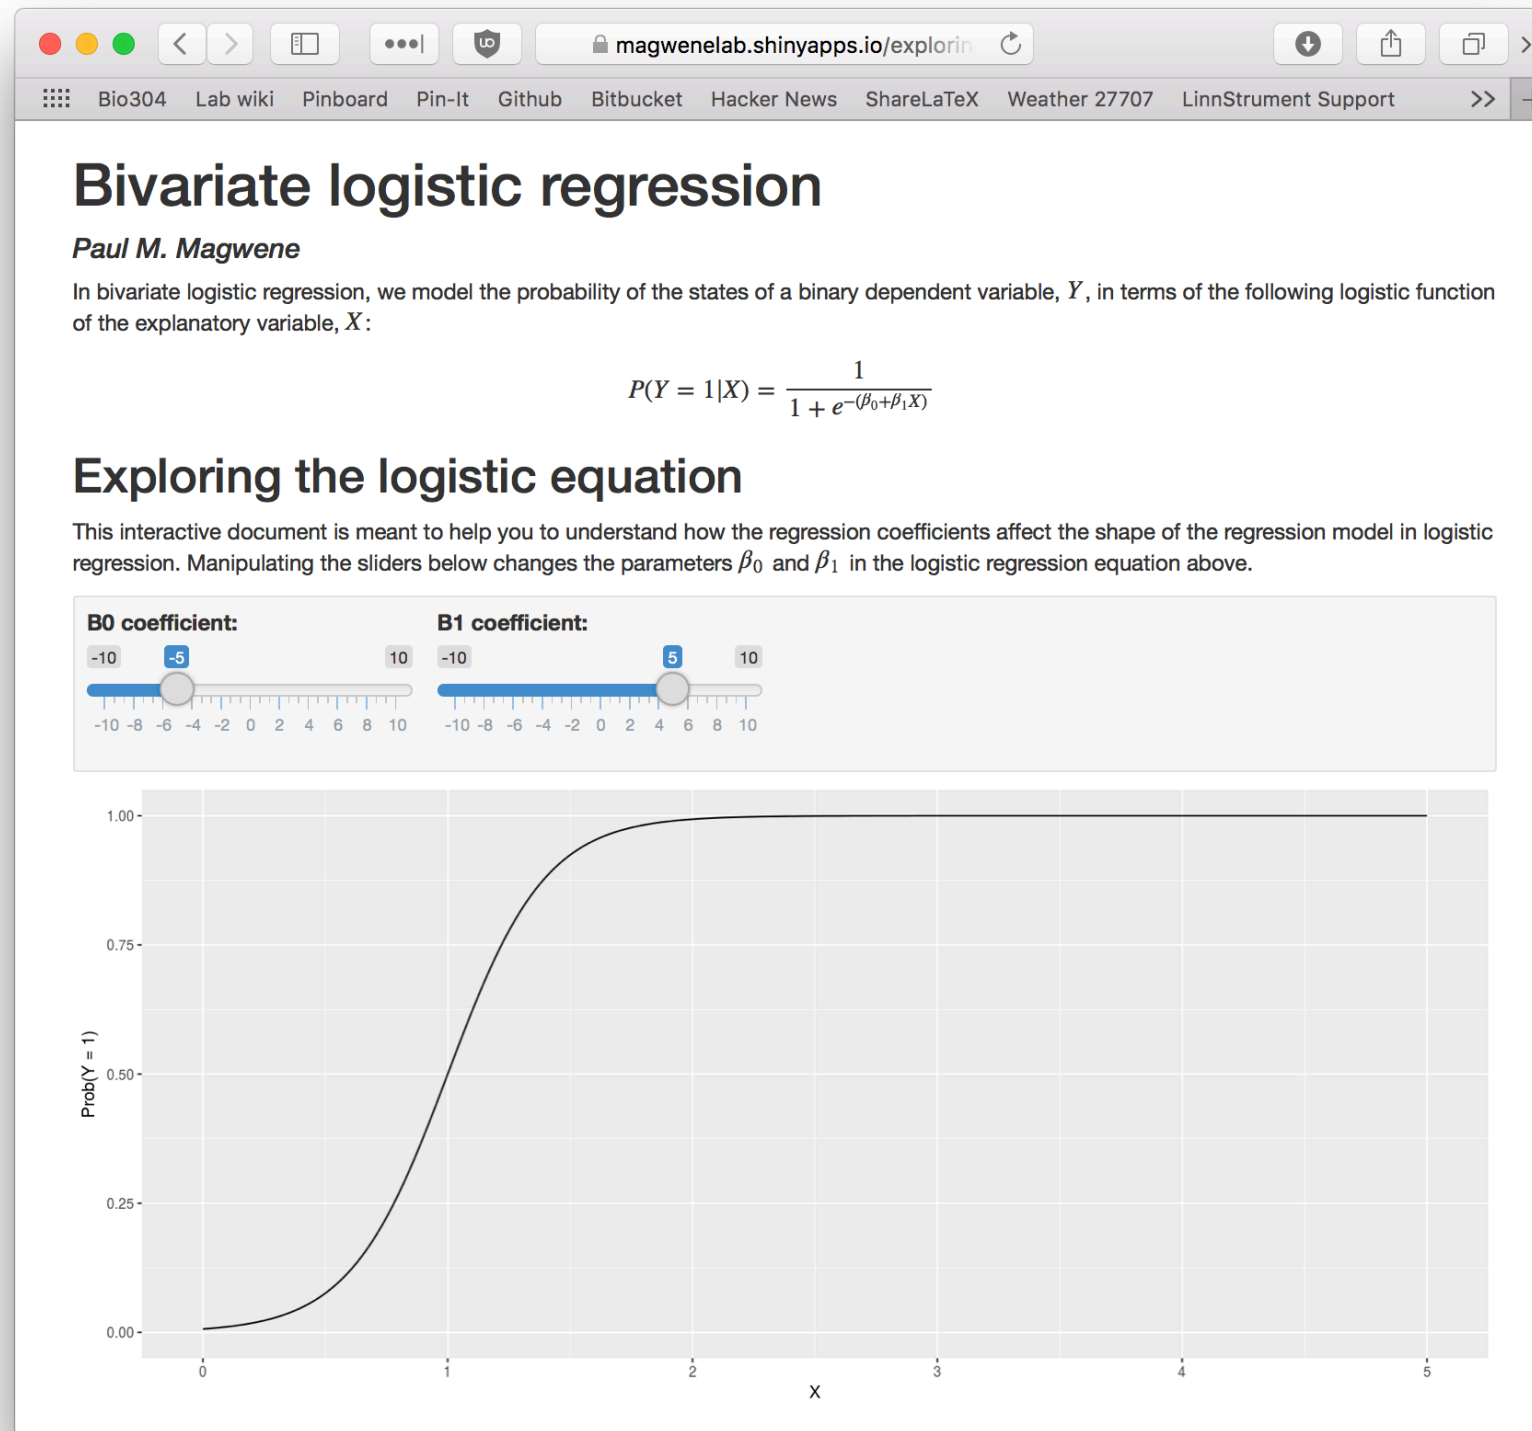 magwenelab.shinyapps.io/explorin
Bio304 Lab wiki Pinboard Pin-It Github Bitbucket Hacker News ShareLaTeX Weather 27707 LinnStrument Support >>
Bivariate logistic regression
Paul M. Magwene
In bivariate logistic regression, we model the probability of the states of a binary dependent variable, Y, in terms of the following logistic function
of the explanatory variable, X:
P(Y = 1|X) = 1 / (1 + e^−(β₀+β₁X))
Exploring the logistic equation
This interactive document is meant to help you to understand how the regression coefficients affect the shape of the regression model in logistic
regression. Manipulating the sliders below changes the parameters β₀ and β₁ in the logistic regression equation above.
B0 coefficient: B1 coefficient:
-10 -5 10 -10 5 10
-10 -8 -6 -4 -2 0 2 4 6 8 10 -10 -8 -6 -4 -2 0 2 4 6 8 10
1.00
0.75
Prob(Y = 1)
0.50
0.25
0.00
0 1 2 3 4 5
X